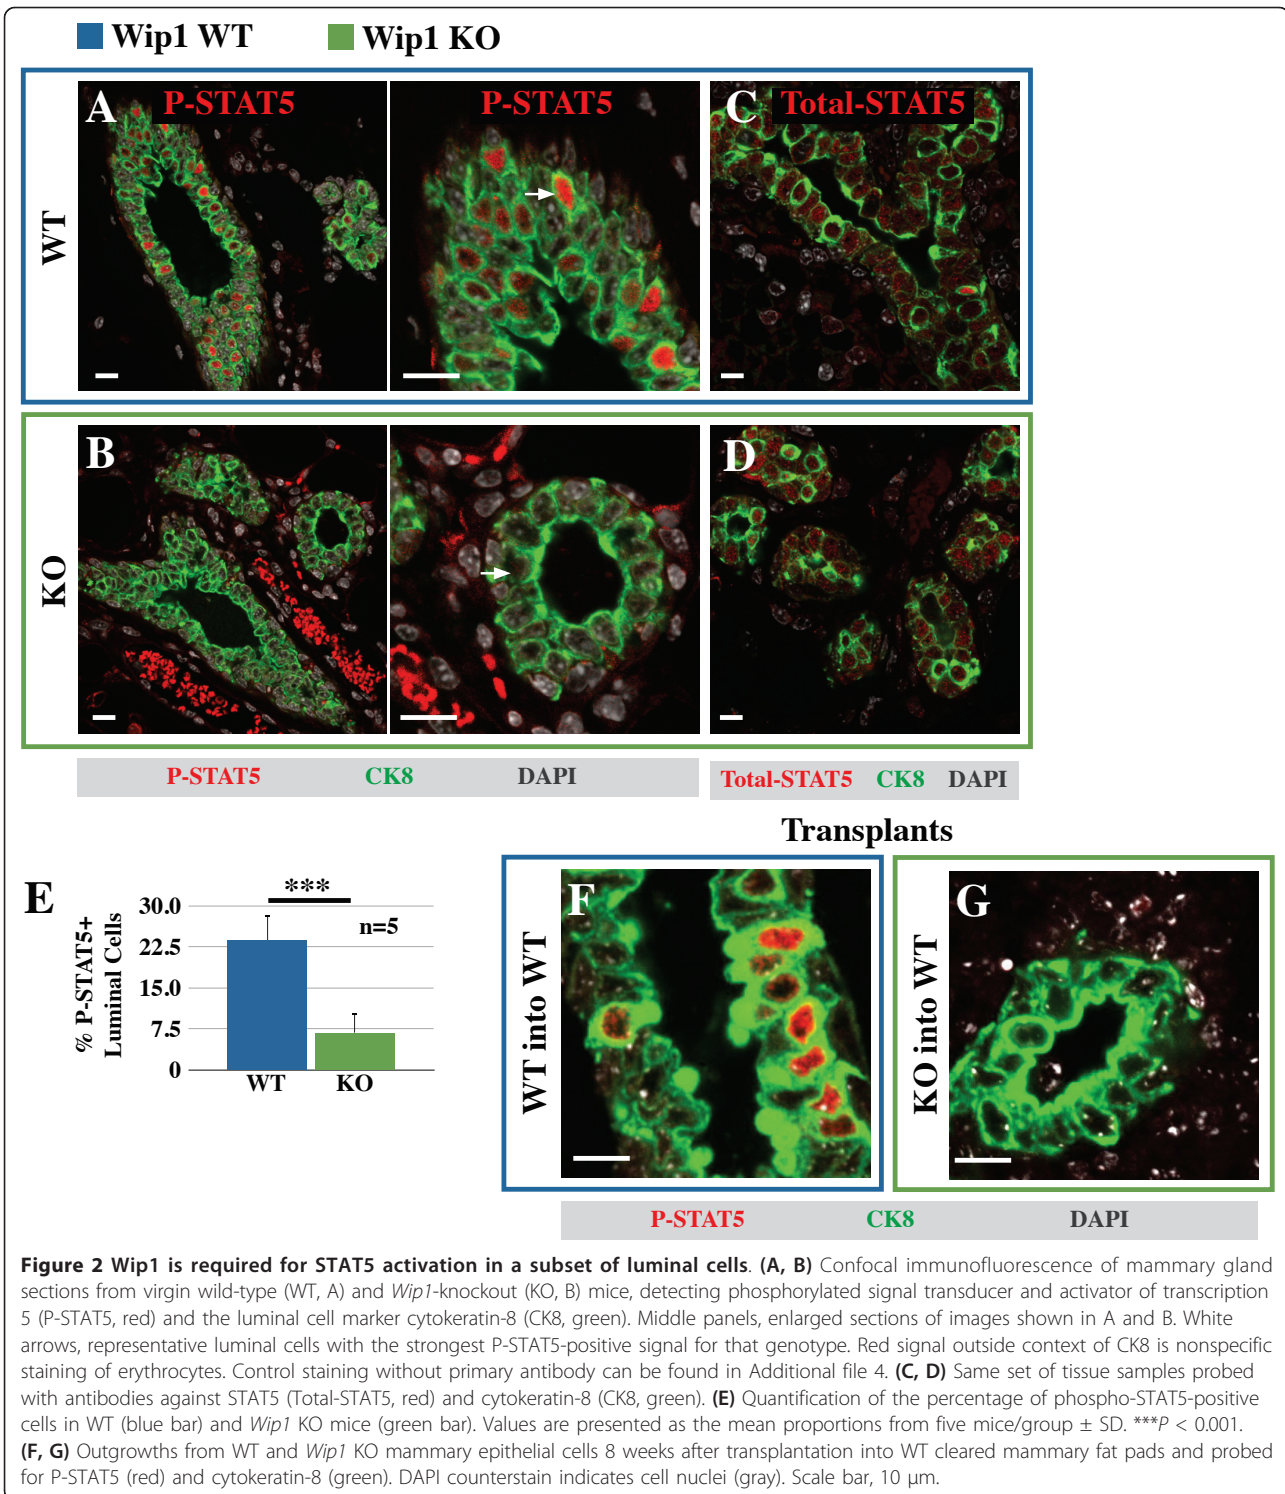 Wip1 WT
Wip1 KO
WT
A
P-STAT5
P-STAT5
C
Total-STAT5
KO
B
D
P-STAT5 CK8 DAPI
Total-STAT5 CK8 DAPI
Transplants
E
% P-STAT5+
Luminal Cells
30.0
22.5
15.0
7.5
0
***
n=5
WT
KO
WT into WT
F
KO into WT
G
P-STAT5 CK8 DAPI
Figure 2 Wip1 is required for STAT5 activation in a subset of luminal cells. (A, B) Confocal immunofluorescence of mammary gland
sections from virgin wild-type (WT, A) and Wip1-knockout (KO, B) mice, detecting phosphorylated signal transducer and activator of transcription
5 (P-STAT5, red) and the luminal cell marker cytokeratin-8 (CK8, green). Middle panels, enlarged sections of images shown in A and B. White
arrows, representative luminal cells with the strongest P-STAT5-positive signal for that genotype. Red signal outside context of CK8 is nonspecific
staining of erythrocytes. Control staining without primary antibody can be found in Additional file 4. (C, D) Same set of tissue samples probed
with antibodies against STAT5 (Total-STAT5, red) and cytokeratin-8 (CK8, green). (E) Quantification of the percentage of phospho-STAT5-positive
cells in WT (blue bar) and Wip1 KO mice (green bar). Values are presented as the mean proportions from five mice/group ± SD. ***P < 0.001.
(F, G) Outgrowths from WT and Wip1 KO mammary epithelial cells 8 weeks after transplantation into WT cleared mammary fat pads and probed
for P-STAT5 (red) and cytokeratin-8 (green). DAPI counterstain indicates cell nuclei (gray). Scale bar, 10 μm.